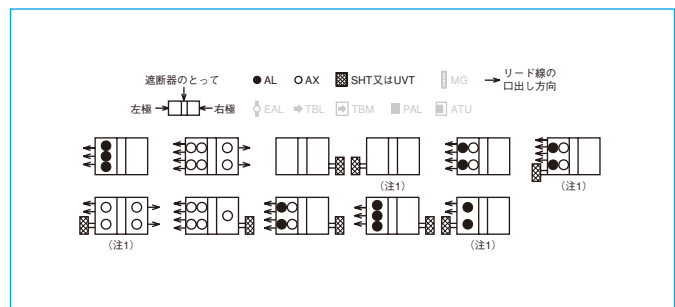 遮断器のとって
AL AX SHT又はUVT MG リード線の
口出し方向
左極 右極
EAL TBL TBM PAL ATU
(注1)
(注1)
(注1)
(注1)